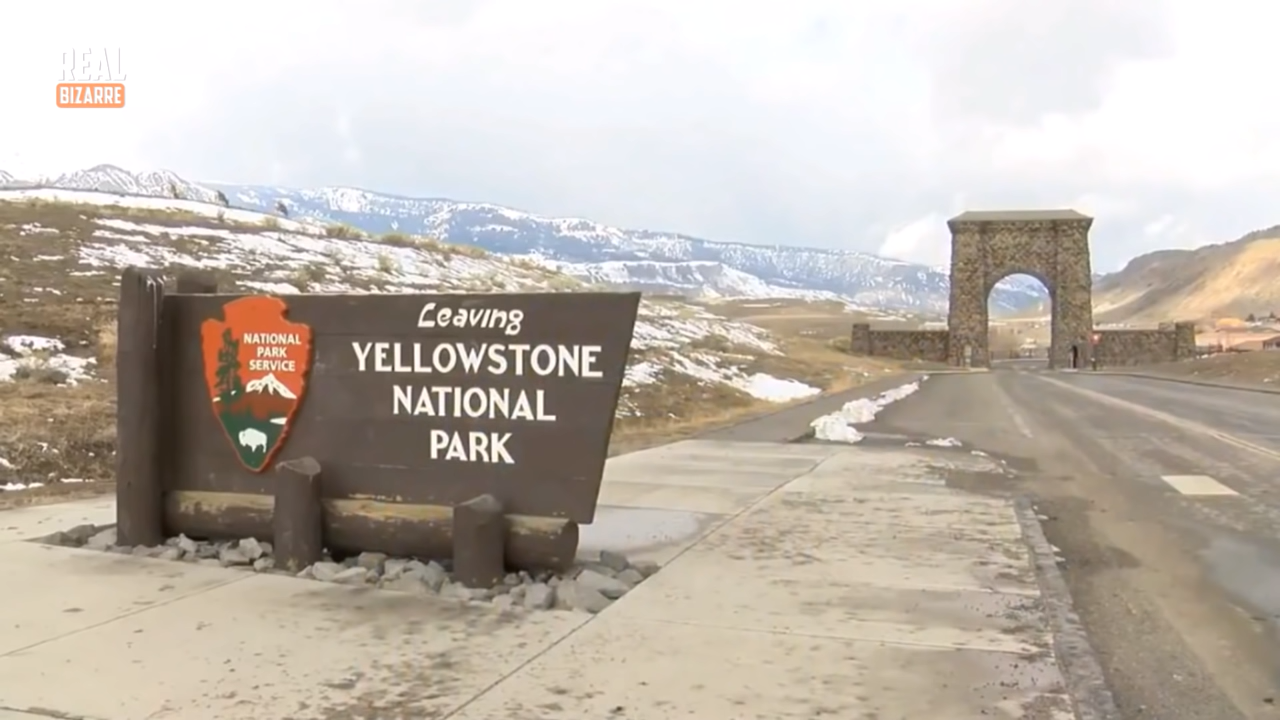 REAL
BIZARRE
Leaving
YELLOWSTONE
NATIONAL
PARK
NATIONAL
PARK
SERVICE